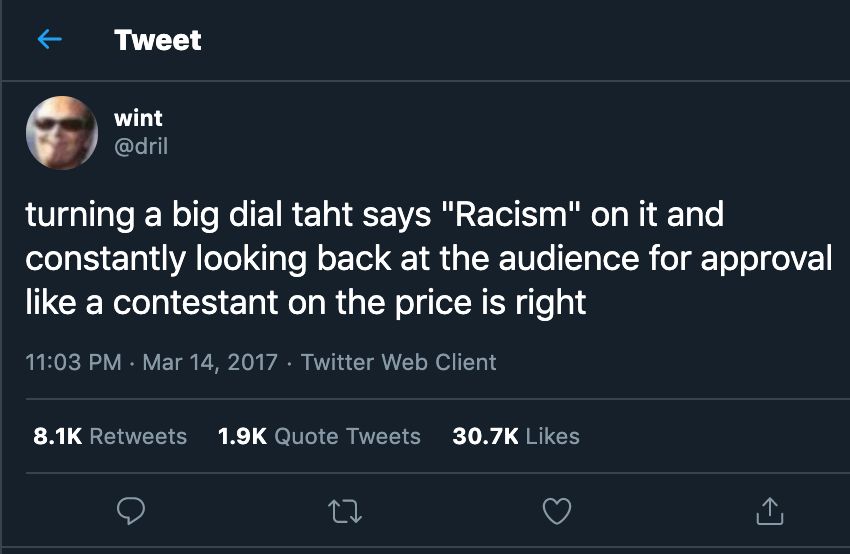 Tweet
wint
@dril
turning a big dial taht says "Racism" on it and
constantly looking back at the audience for approval
like a contestant on the price is right
11:03 PM · Mar 14, 2017 · Twitter Web Client
8.1K Retweets 1.9K Quote Tweets 30.7K Likes